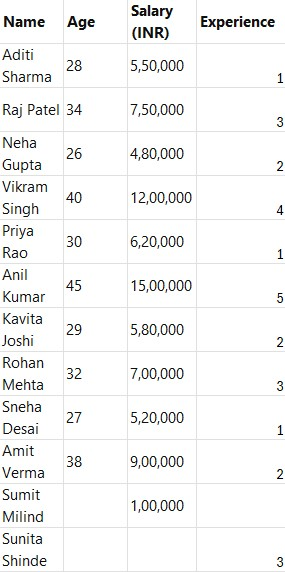 Name Age Salary (INR) Experience
Aditi Sharma 28 5,50,000 1
Raj Patel 34 7,50,000 3
Neha Gupta 26 4,80,000 2
Vikram Singh 40 12,00,000 4
Priya Rao 30 6,20,000 1
Anil Kumar 45 15,00,000 5
Kavita Joshi 29 5,80,000 2
Rohan Mehta 32 7,00,000 3
Sneha Desai 27 5,20,000 1
Amit Verma 38 9,00,000 2
Sumit Milind 1,00,000
Sunita Shinde 3